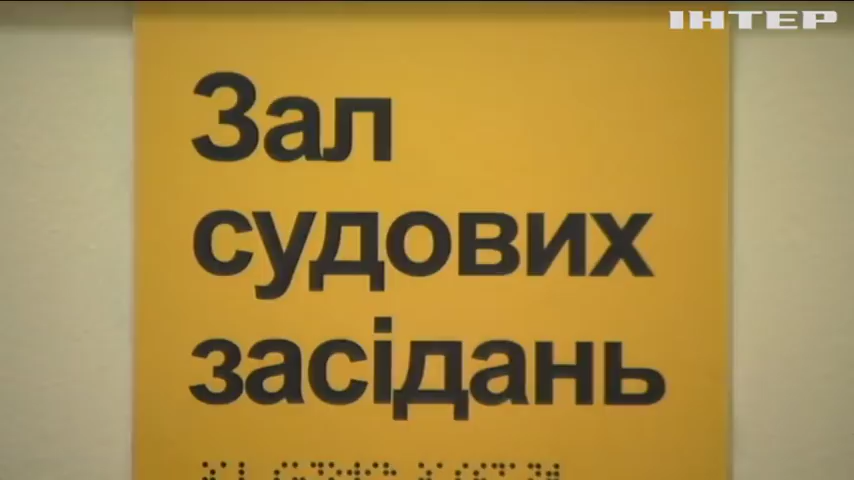 ІНТЕР
Зал
судових
засідань